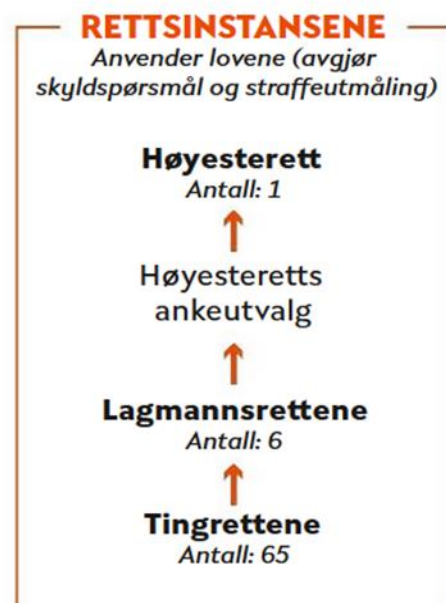 RETTSINSTANSENE
Anvender lovene (avgjør
skyldspørsmål og straffeutmåling)
Høyesterett
Antall: 1
Høyesteretts
ankeutvalg
Lagmannsrettene
Antall: 6
Tingrettene
Antall: 65